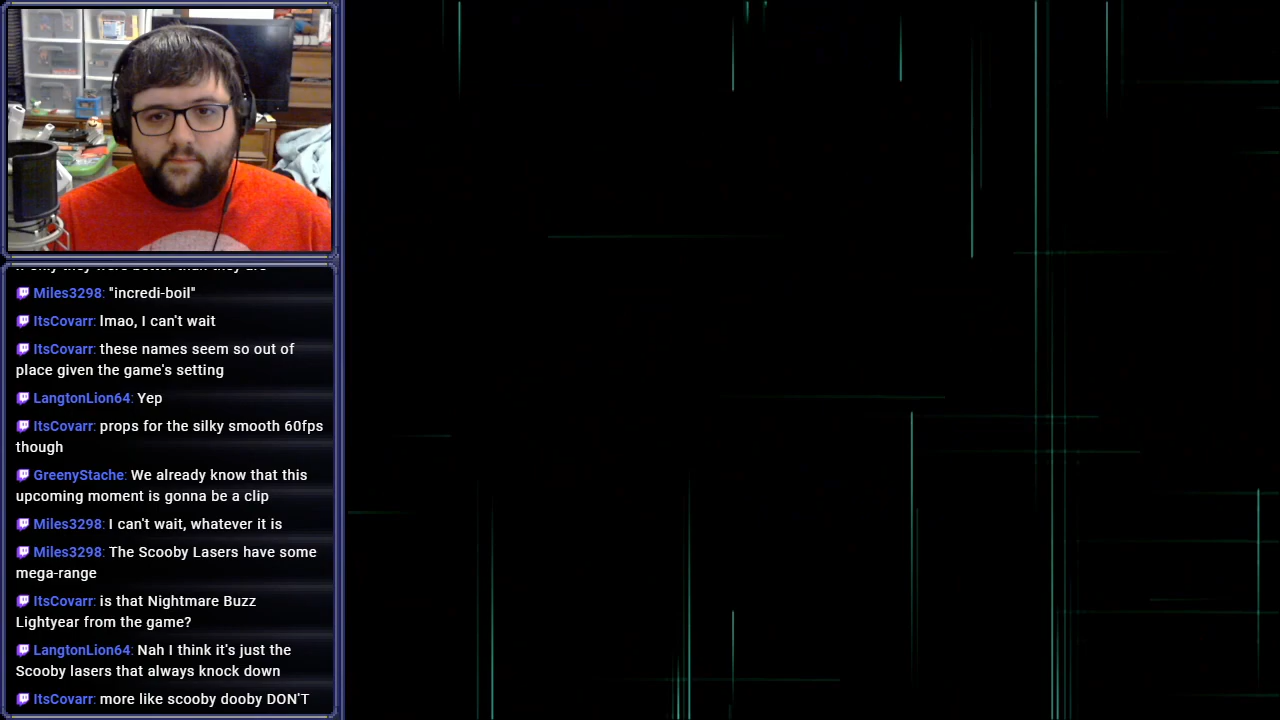 Miles3298: "incredi-boil"
ItsCovarr: lmao, I can't wait
ItsCovarr: these names seem so out of
place given the game's setting
LangtonLion64: Yep
ItsCovarr: props for the silky smooth 60fps
though
GreenyStache: We already know that this
upcoming moment is gonna be a clip
Miles3298: I can't wait, whatever it is
Miles3298: The Scooby Lasers have some
mega-range
ItsCovarr: is that Nightmare Buzz
Lightyear from the game?
LangtonLion64: Nah I think it's just the
Scooby lasers that always knock down
ItsCovarr: more like scooby dooby DON'T